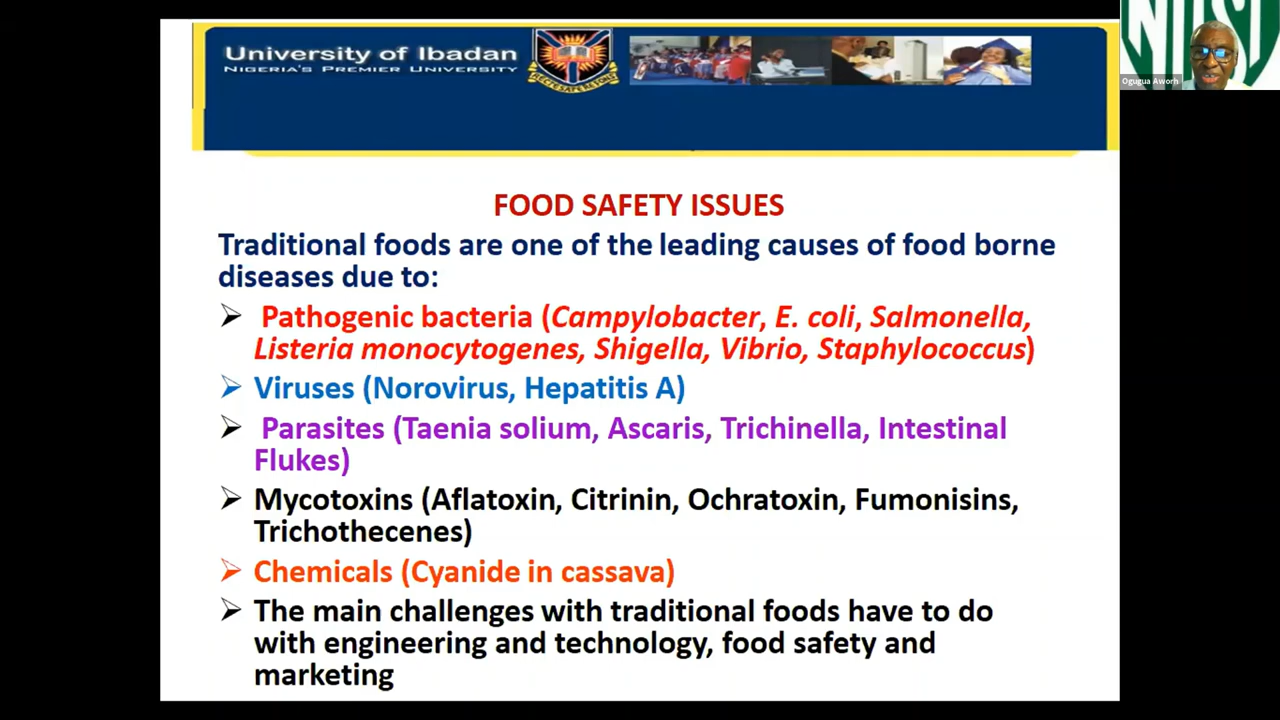 University of Ibadan
NIGERIA'S PREMIER UNIVERSITY
Ogugua Aworh
FOOD SAFETY ISSUES
Traditional foods are one of the leading causes of food borne
diseases due to:
➢ Pathogenic bacteria (Campylobacter, E. coli, Salmonella,
Listeria monocytogenes, Shigella, Vibrio, Staphylococcus)
➢ Viruses (Norovirus, Hepatitis A)
➢ Parasites (Taenia solium, Ascaris, Trichinella, Intestinal
Flukes)
➢ Mycotoxins (Aflatoxin, Citrinin, Ochratoxin, Fumonisins,
Trichothecenes)
➢ Chemicals (Cyanide in cassava)
➢ The main challenges with traditional foods have to do
with engineering and technology, food safety and
marketing